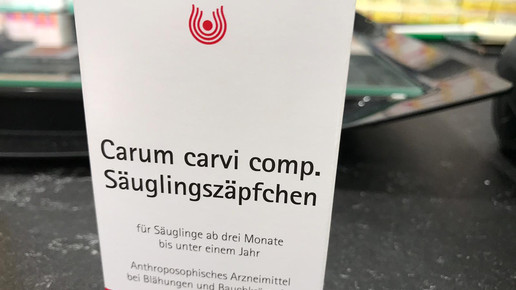 Carum carvi comp.
Säuglingszäpfchen
für Säuglinge ab drei Monate
bis unter einem Jahr
Anthroposophisches Arzneimittel
bei Blähungen und